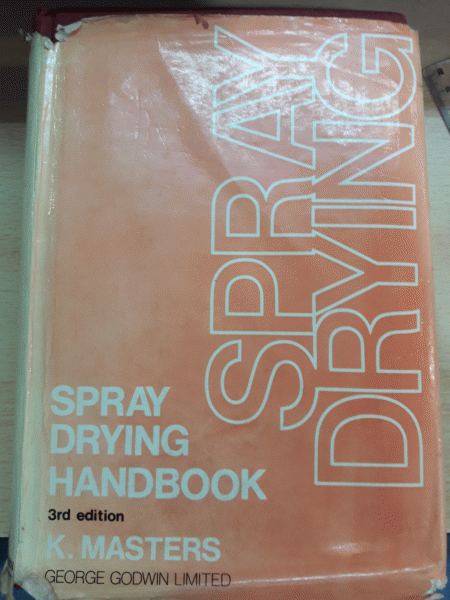 SPRAY
DRYING
SPRAY
DRYING
HANDBOOK
3rd edition
K. MASTERS
GEORGE GODWIN LIMITED